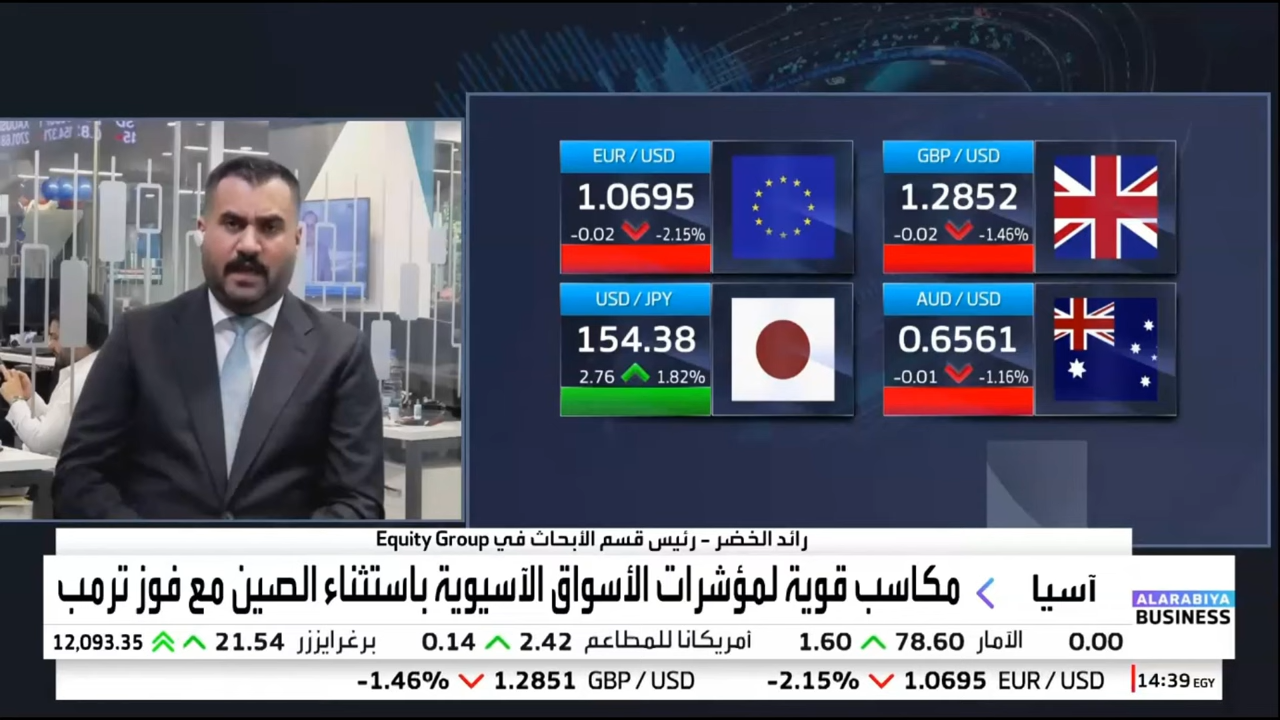 EUR / USD
1.0695
-0.02 -2.15%
GBP / USD
1.2852
-0.02 -1.46%
USD / JPY
154.38
2.76 1.82%
AUD / USD
0.6561
-0.01 -1.16%
رائد الخضر - رئيس قسم الأبحاث في Equity Group
آسيا
مكاسب قوية لمؤشرات الأسواق الآسيوية باستثناء الصين مع فوز ترمب
ALARABIYA
BUSINESS
0.00 الآمار 78.60 1.60 أمريكانا للمطاعم 2.42 0.14 برغرايززر 21.54 12,093.35
14:39 EGY
EUR / USD 1.0695 -2.15% GBP / USD 1.2851 -1.46%